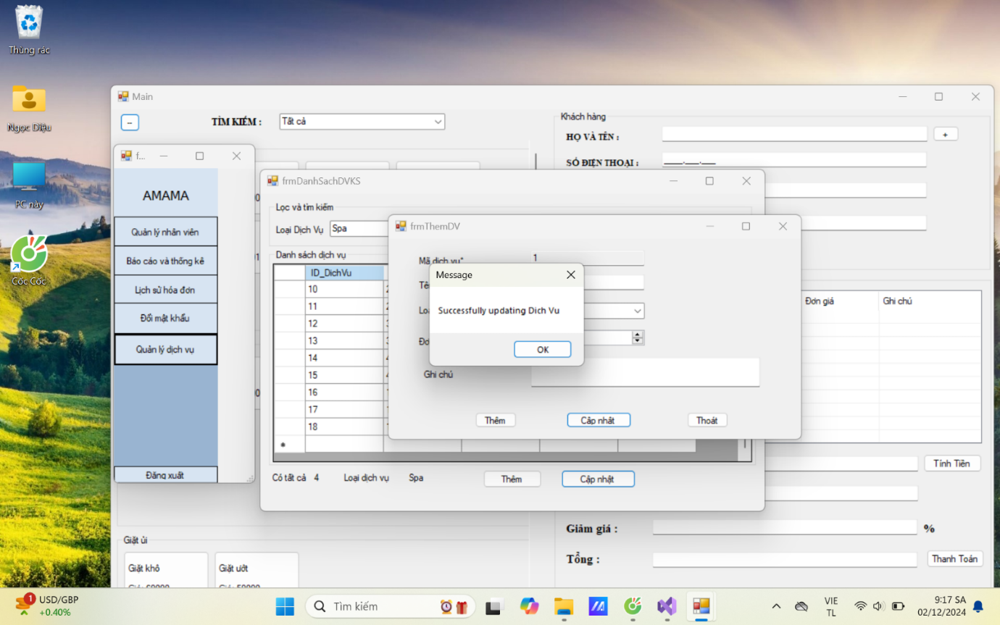 Thùng rác
Ngọc Diệu
PC này
Cốc Cốc
Main
--
TÌM KIẾM :
Tất cả
Khách hàng
HỌ VÀ TÊN :
+
SỐ ĐIỆN THOẠI :
f...
AMAMA
Quản lý nhân viên
Báo cáo và thống kê
Lịch sử hóa đơn
Đổi mật khẩu
Quản lý dịch vụ
Đăng xuất
frmDanhSachDVKS
Lọc và tìm kiếm
Loại Dịch Vụ
Spa
Danh sách dịch vụ
ID_DichVu
10
11
12
13
14
15
16
17
18
Có tất cả 4 Loại dịch vụ Spa
Thêm
Cập nhật
frmThemDV
Mã dịch vụ*
1
Ghi chú
Thêm
Cập nhật
Thoát
Message
Successfully updating Dich Vu
OK
Đơn giá
Ghi chú
Tính Tiền
Giảm giá :
%
Tổng :
Thanh Toán
Giặt ủi
Giặt khô
Giặt ướt
1
USD/GBP
+0.40%
Tìm kiếm
VIE
TL
9:17 SA
02/12/2024